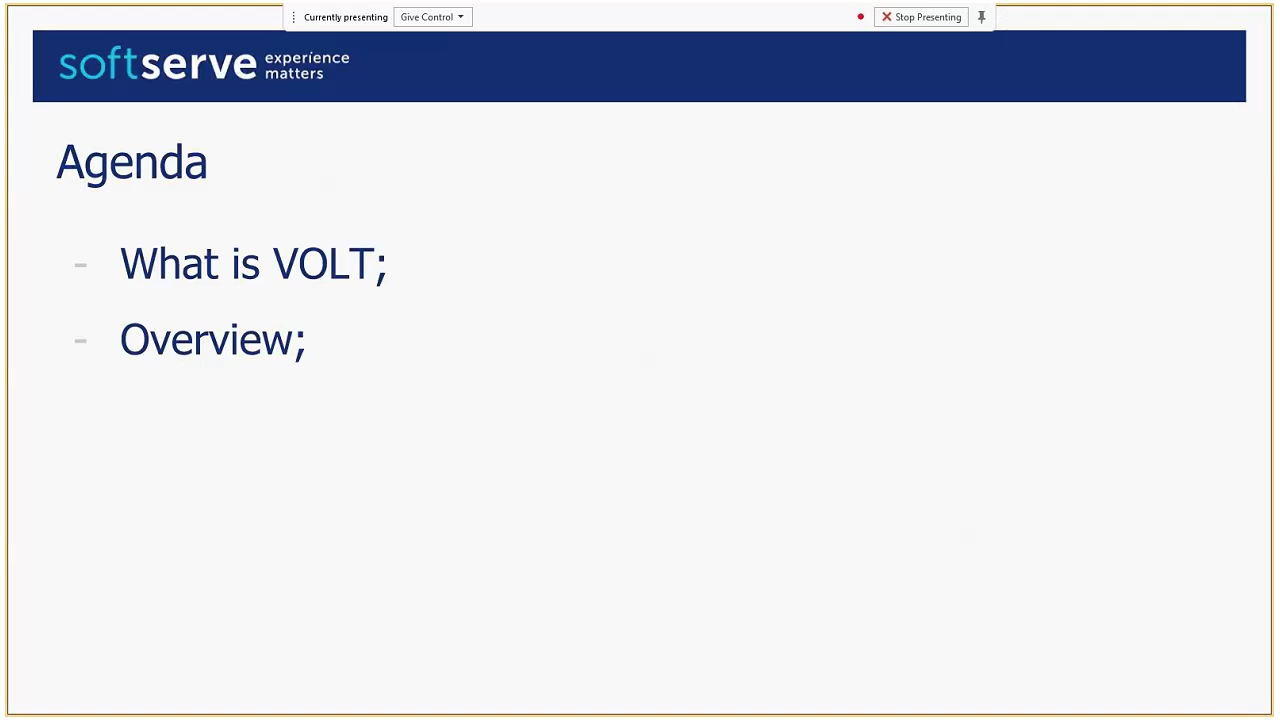 Currently presenting Give Control Stop Presenting
softserve experience
matters
Agenda
- What is VOLT;
- Overview;